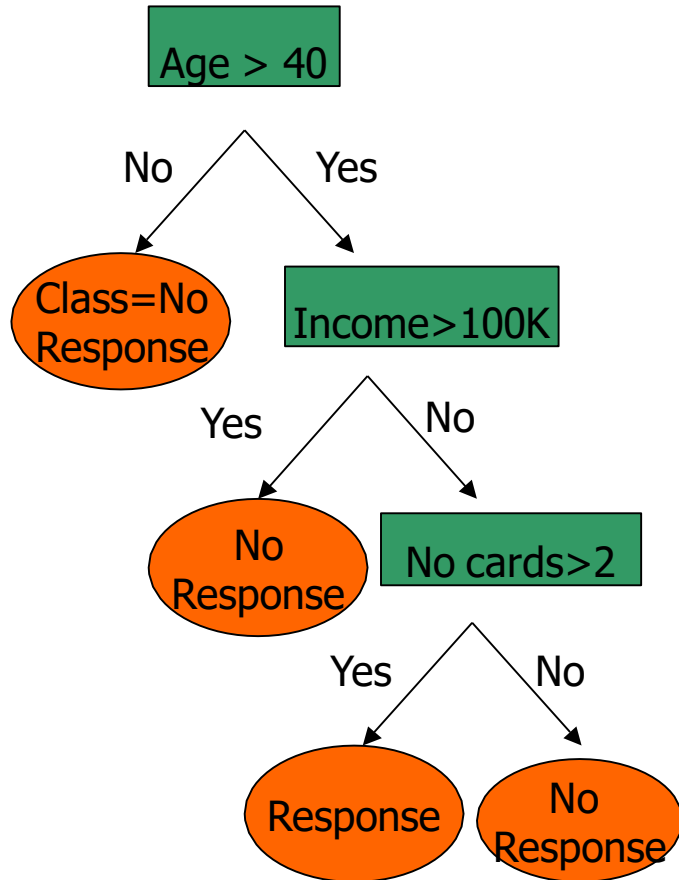 Age > 40
No
Yes
Class=No
Response
Income>100K
Yes
No
No
Response
No cards>2
Yes
No
Response
No
Response